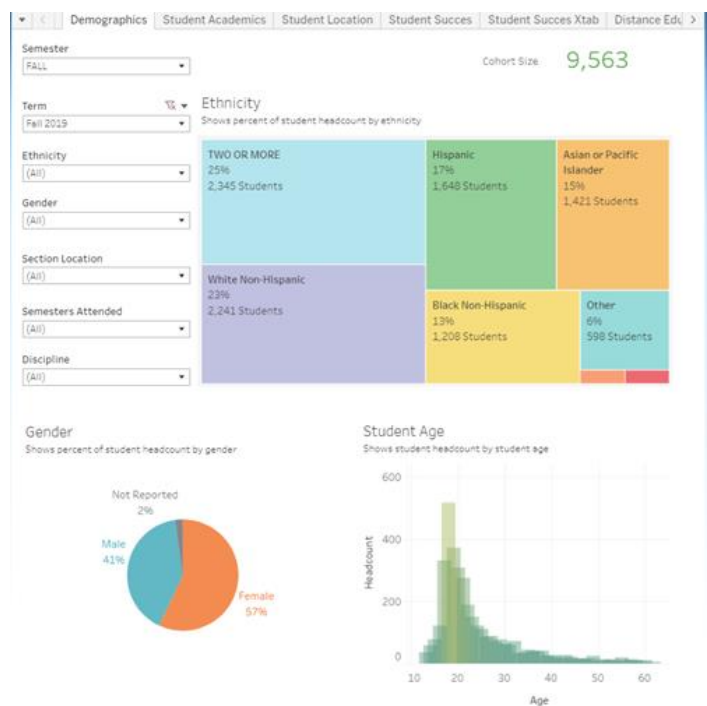 Demographics Student Academics Student Location Student Succes Student Succes Xtab Distance Edu
Semester
FALL
Cohort Size 9,563
Term
Fall 2019
Ethnicity
(All)
Gender
(All)
Section Location
(All)
Semesters Attended
(All)
Discipline
(All)
Ethnicity
Shows percent of student headcount by ethnicity
TWO OR MORE
25%
2,345 Students
Hispanic
17%
1,648 Students
Asian or Pacific
Islander
15%
1,421 Students
White Non-Hispanic
23%
2,241 Students
Black Non-Hispanic
13%
1,208 Students
Other
6%
598 Students
Gender
Shows percent of student headcount by gender
Not Reported
2%
Male
41%
Female
57%
Student Age
Shows student headcount by student age
Headcount
600
400
200
0
10 20 30 40 50 60
Age